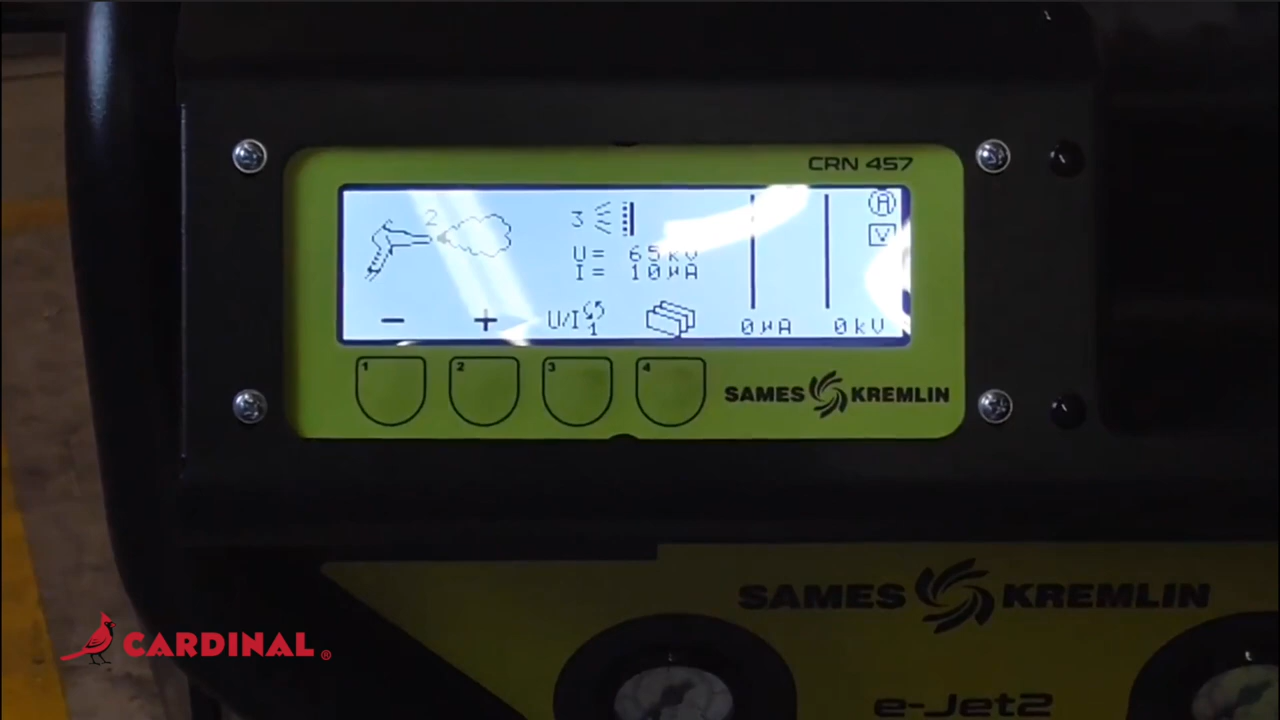 CRN 457
2
3
U= 65kV
I= 10µA
A
V
− + U/I 1
0µA 0kV
1 2 3 4
SAMES KREMLIN
SAMES KREMLIN
CARDINAL®
e-Jet2